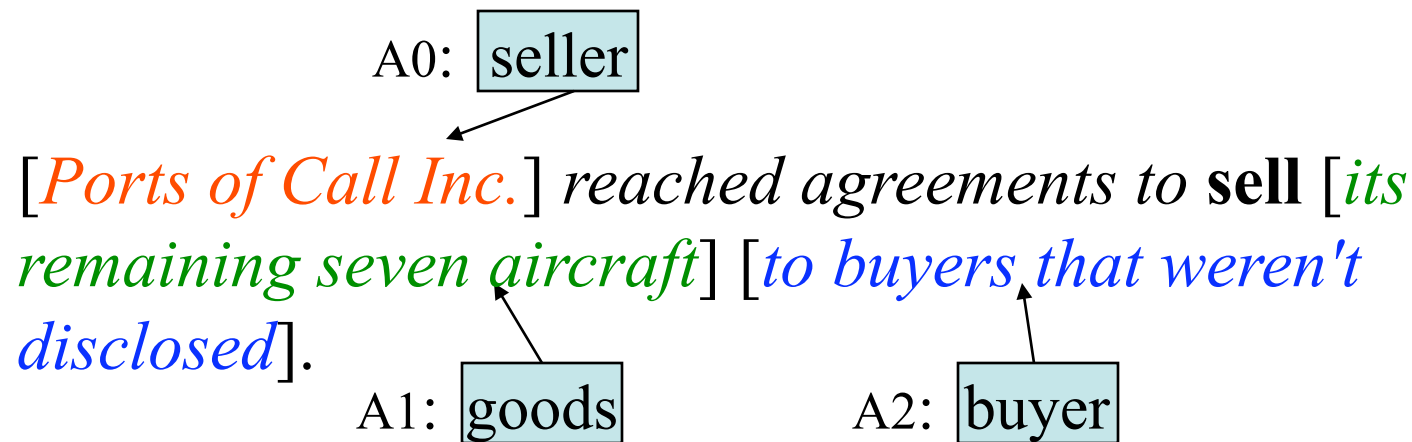 A0: seller
[Ports of Call Inc.] reached agreements to sell [its
remaining seven aircraft] [to buyers that weren't
disclosed].
A1: goods A2: buyer